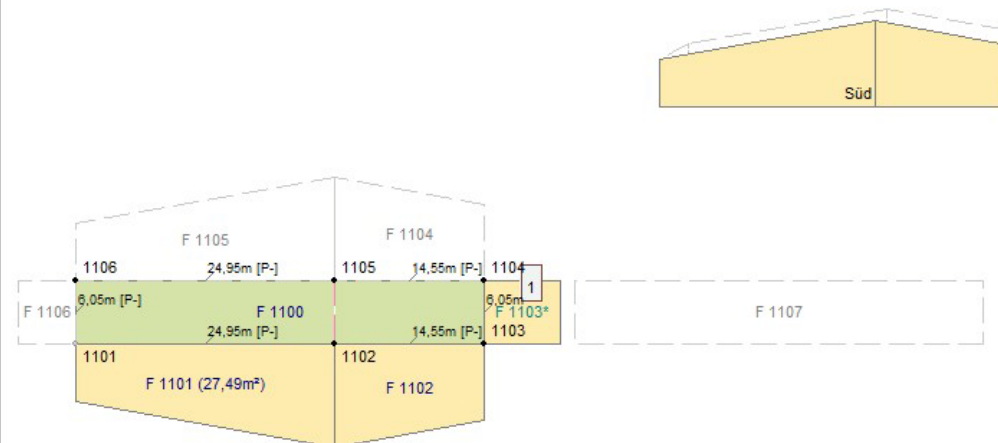 Süd
F 1105
F 1104
1106
24,95m [P-]
1105
14,55m [P-]
1104
1
F 1106
6,05m [P-]
F 1100
6,05m
F 1103*
F 1107
24,95m [P-]
14,55m [P-]
1103
1101
1102
F 1101 (27,49m²)
F 1102